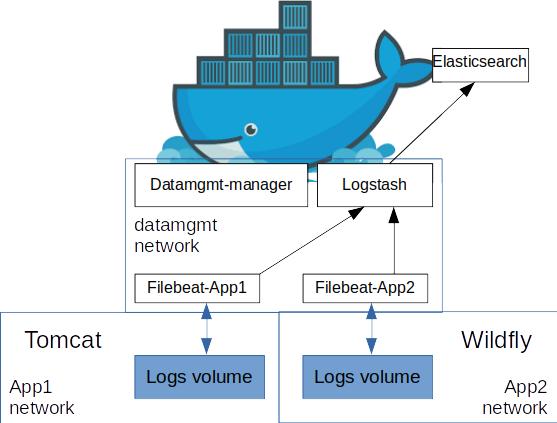 Elasticsearch
Datamgmt-manager
Logstash
datamgmt
network
Filebeat-App1
Filebeat-App2
Tomcat
Logs volume
Logs volume
Wildfly
App1
network
App2
network